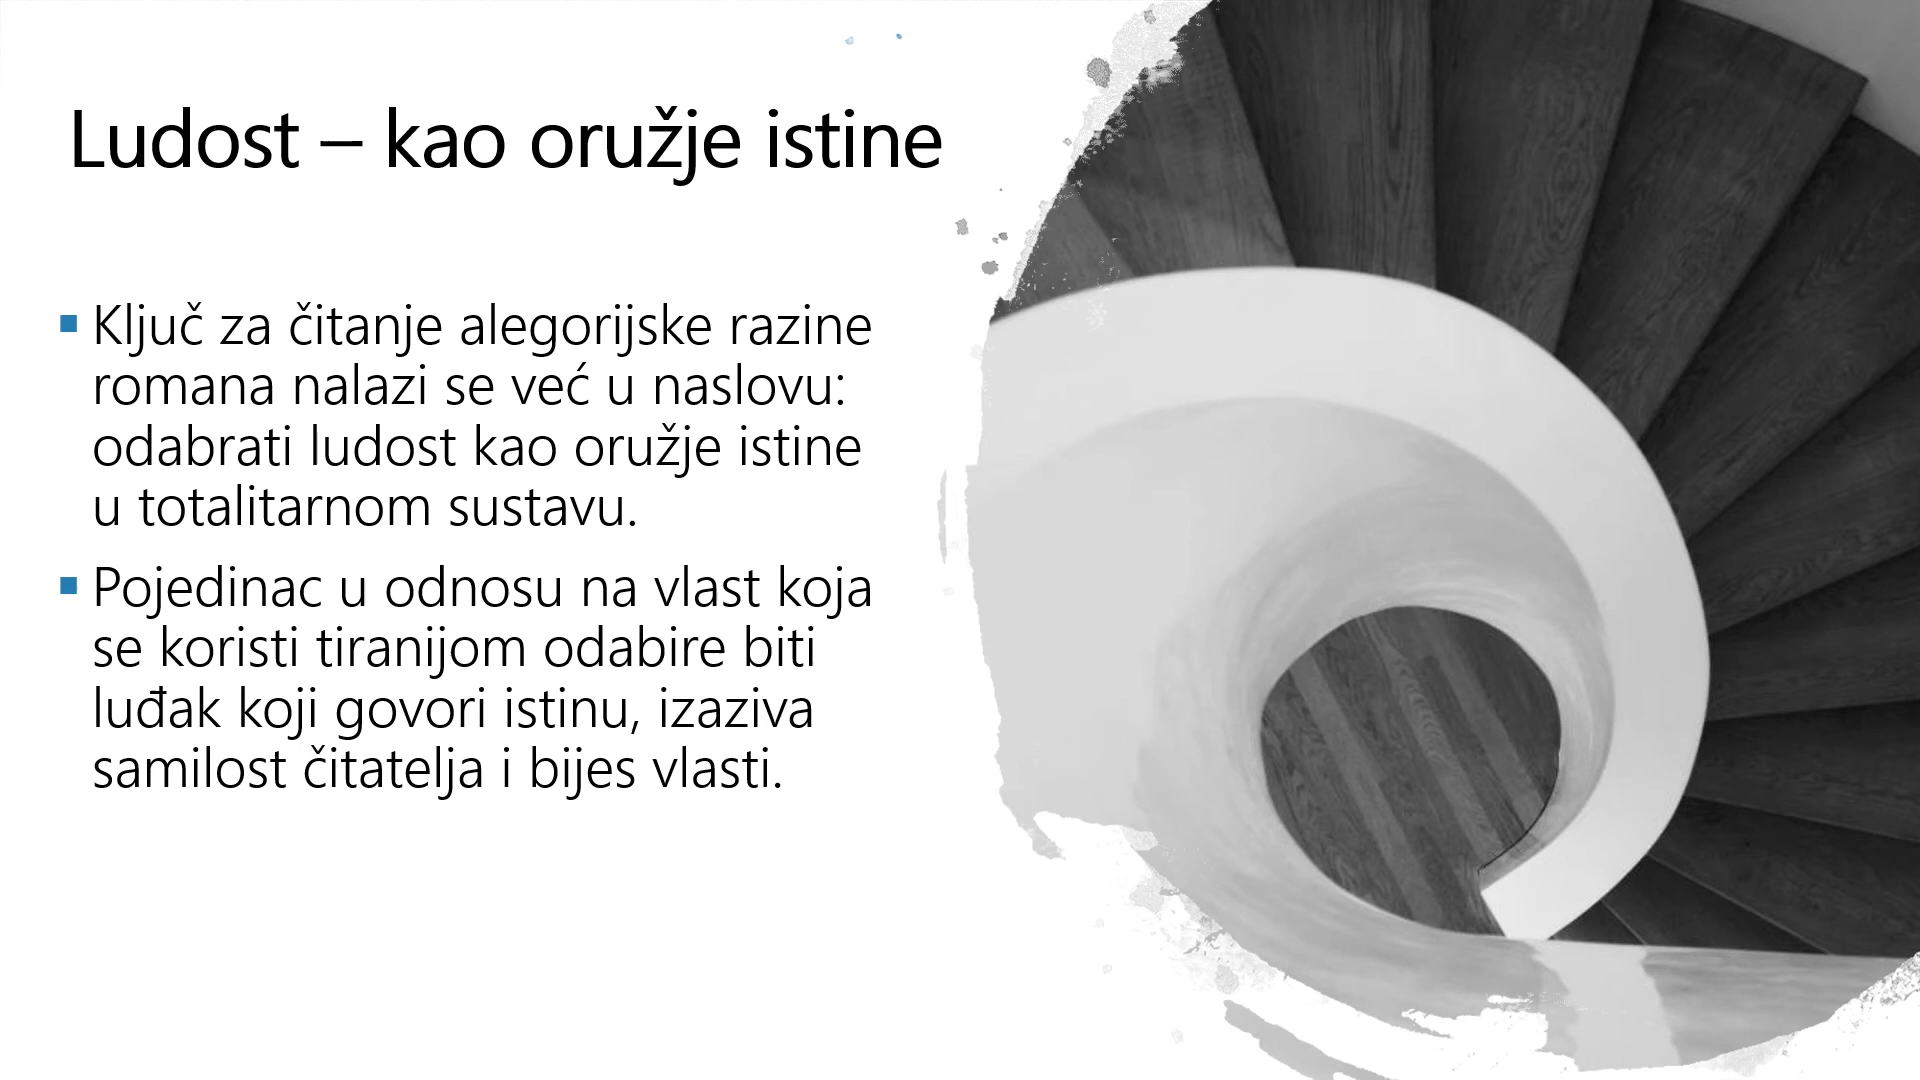 Ludost – kao oružje istine
▪ Ključ za čitanje alegorijske razine
romana nalazi se već u naslovu:
odabrati ludost kao oružje istine
u totalitarnom sustavu.
▪ Pojedinac u odnosu na vlast koja
se koristi tiranijom odabire biti
luđak koji govori istinu, izaziva
samilost čitatelja i bijes vlasti.